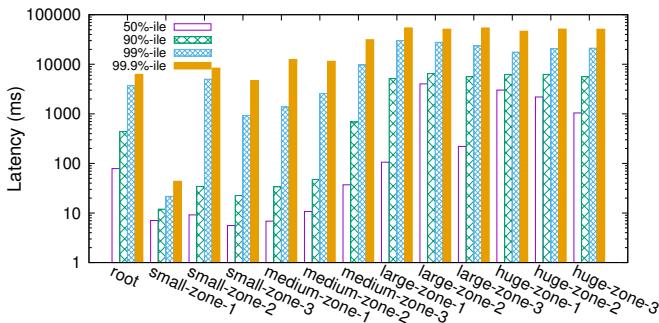 50%-ile
90%-ile
99%-ile
99.9%-ile
Latency (ms)
100000
10000
1000
100
10
1
root
small-zone-1
small-zone-2
small-zone-3
medium-zone-1
medium-zone-2
medium-zone-3
large-zone-1
large-zone-2
large-zone-3
huge-zone-1
huge-zone-2
huge-zone-3